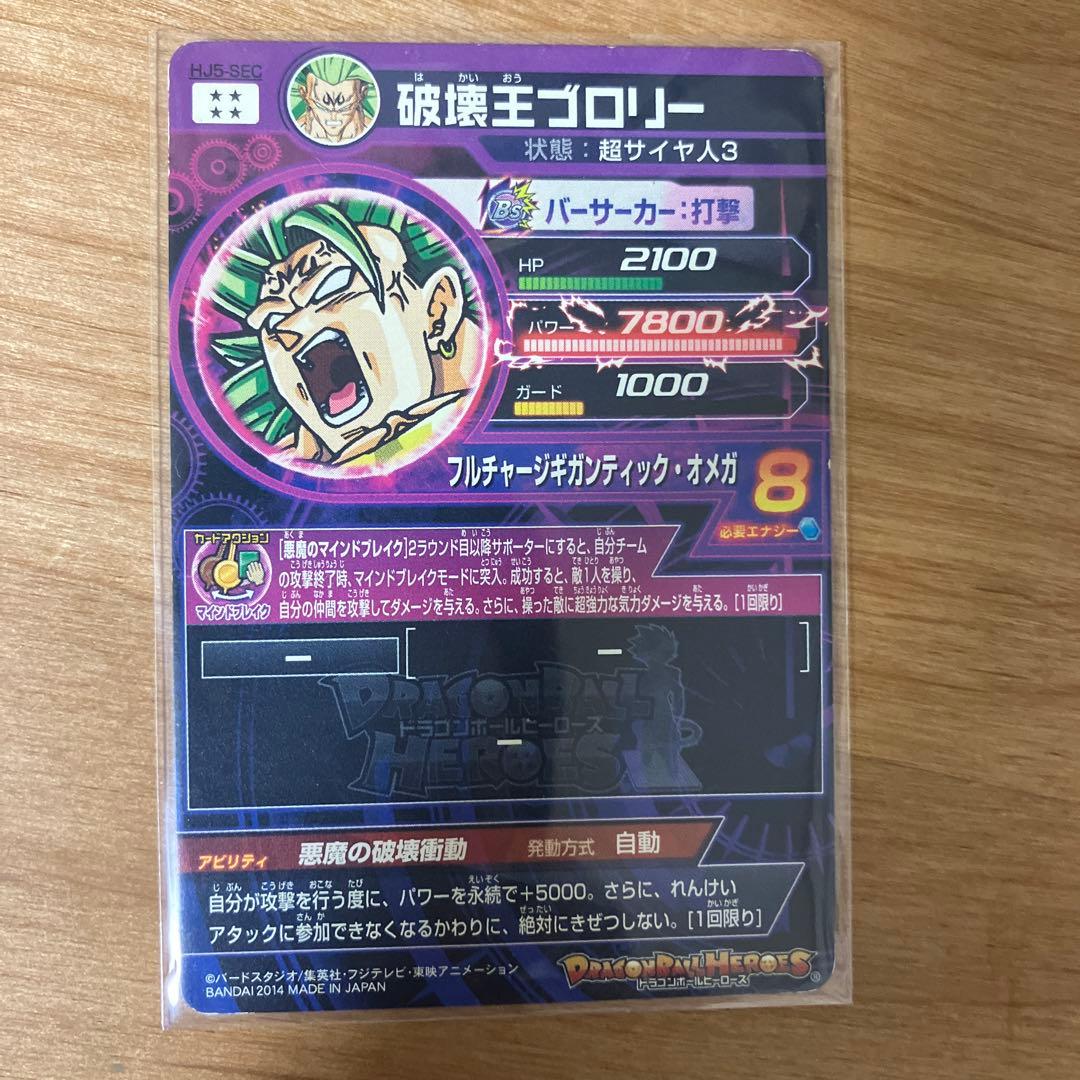 HJ5-SEC
破壊王ブロリー
はかいおう
状態：超サイヤ人3
Bs バーサーカー：打撃
HP 2100
パワー 7800
ガード 1000
フルチャージギガンティック・オメガ 8
必要エナジー
カードアクション
マインドブレイク
[悪魔のマインドブレイク]2ラウンド目以降サポーターにすると、自分チーム
の攻撃終了時、マインドブレイクモードに突入。成功すると、敵1人を操り、
自分の仲間を攻撃してダメージを与える。さらに、操った敵に超強力な気力ダメージを与える。[1回限り]
ー [ ー ]
ー
DRAGONBALL
ドラゴンボールヒーローズ
HEROES
アビリティ 悪魔の破壊衝動 発動方式 自動
自分が攻撃を行う度に、パワーを永続で+5000。さらに、れんけい
アタックに参加できなくなるかわりに、絶対にきぜつしない。[1回限り]
©バードスタジオ/集英社・フジテレビ・東映アニメーション
BANDAI 2014 MADE IN JAPAN
DRAGONBALL HEROES
ドラゴンボールヒーローズ